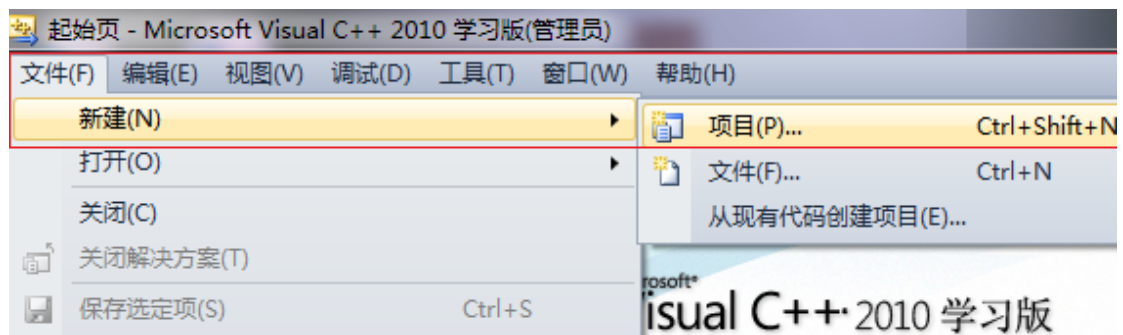 起始页 - Microsoft Visual C++ 2010 学习版(管理员)
文件(F) 编辑(E) 视图(V) 调试(D) 工具(T) 窗口(W) 帮助(H)
新建(N)
项目(P)... Ctrl+Shift+N
打开(O)
文件(F)... Ctrl+N
关闭(C)
从现有代码创建项目(E)...
关闭解决方案(T)
保存选定项(S) Ctrl+S
rosoft
isual C++ 2010 学习版